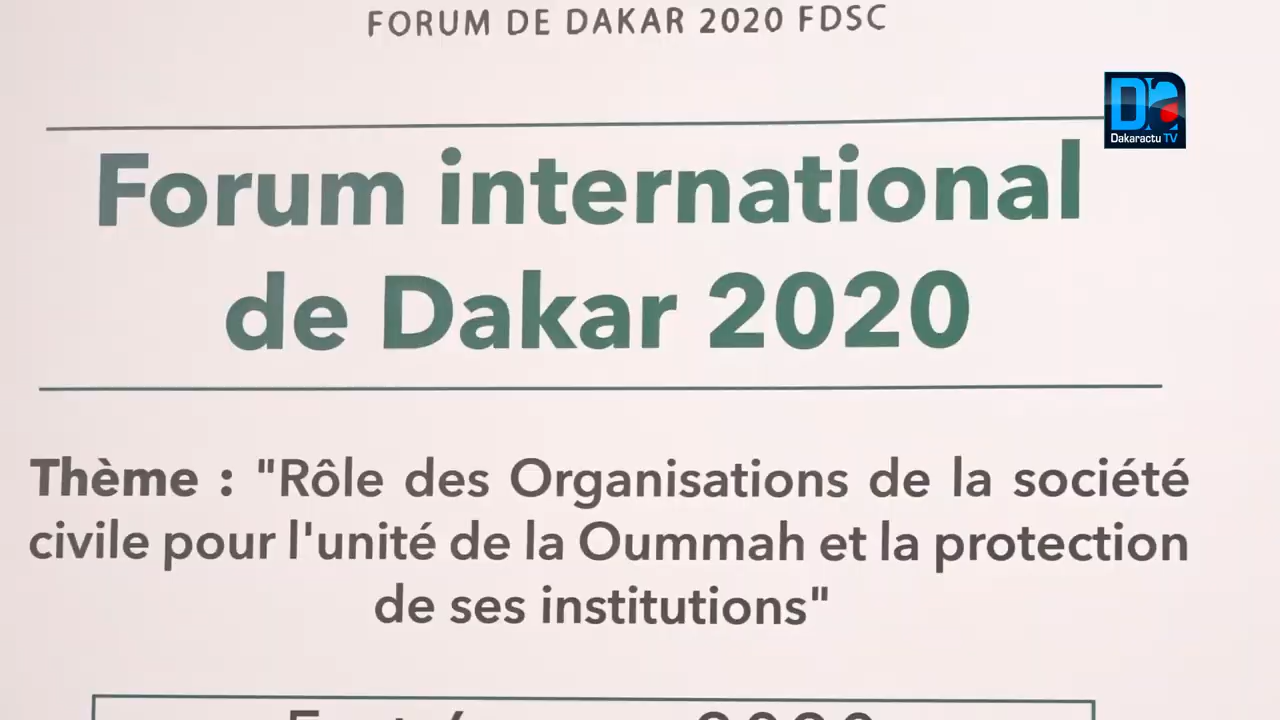 FORUM DE DAKAR 2020 FDSC
Dakaractu TV
Forum international
de Dakar 2020
Thème : "Rôle des Organisations de la société
civile pour l'unité de la Oummah et la protection
de ses institutions"